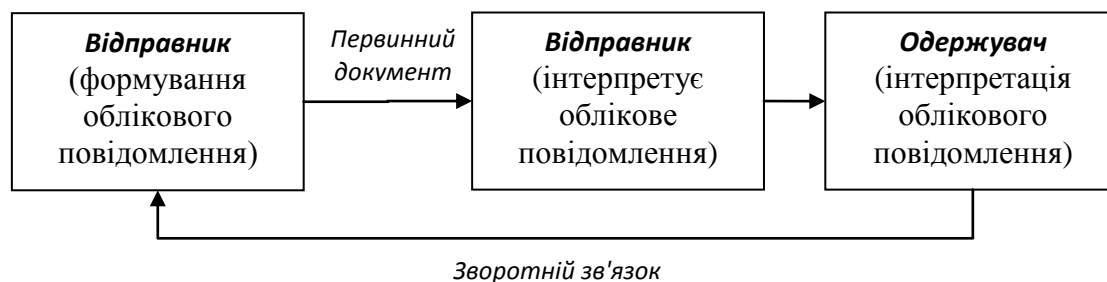 Відправник
(формування
облікового
повідомлення)
Первинний
документ
Відправник
(інтерпретує
облікове
повідомлення)
Одержувач
(інтерпретація
облікового
повідомлення)
Зворотній зв'язок